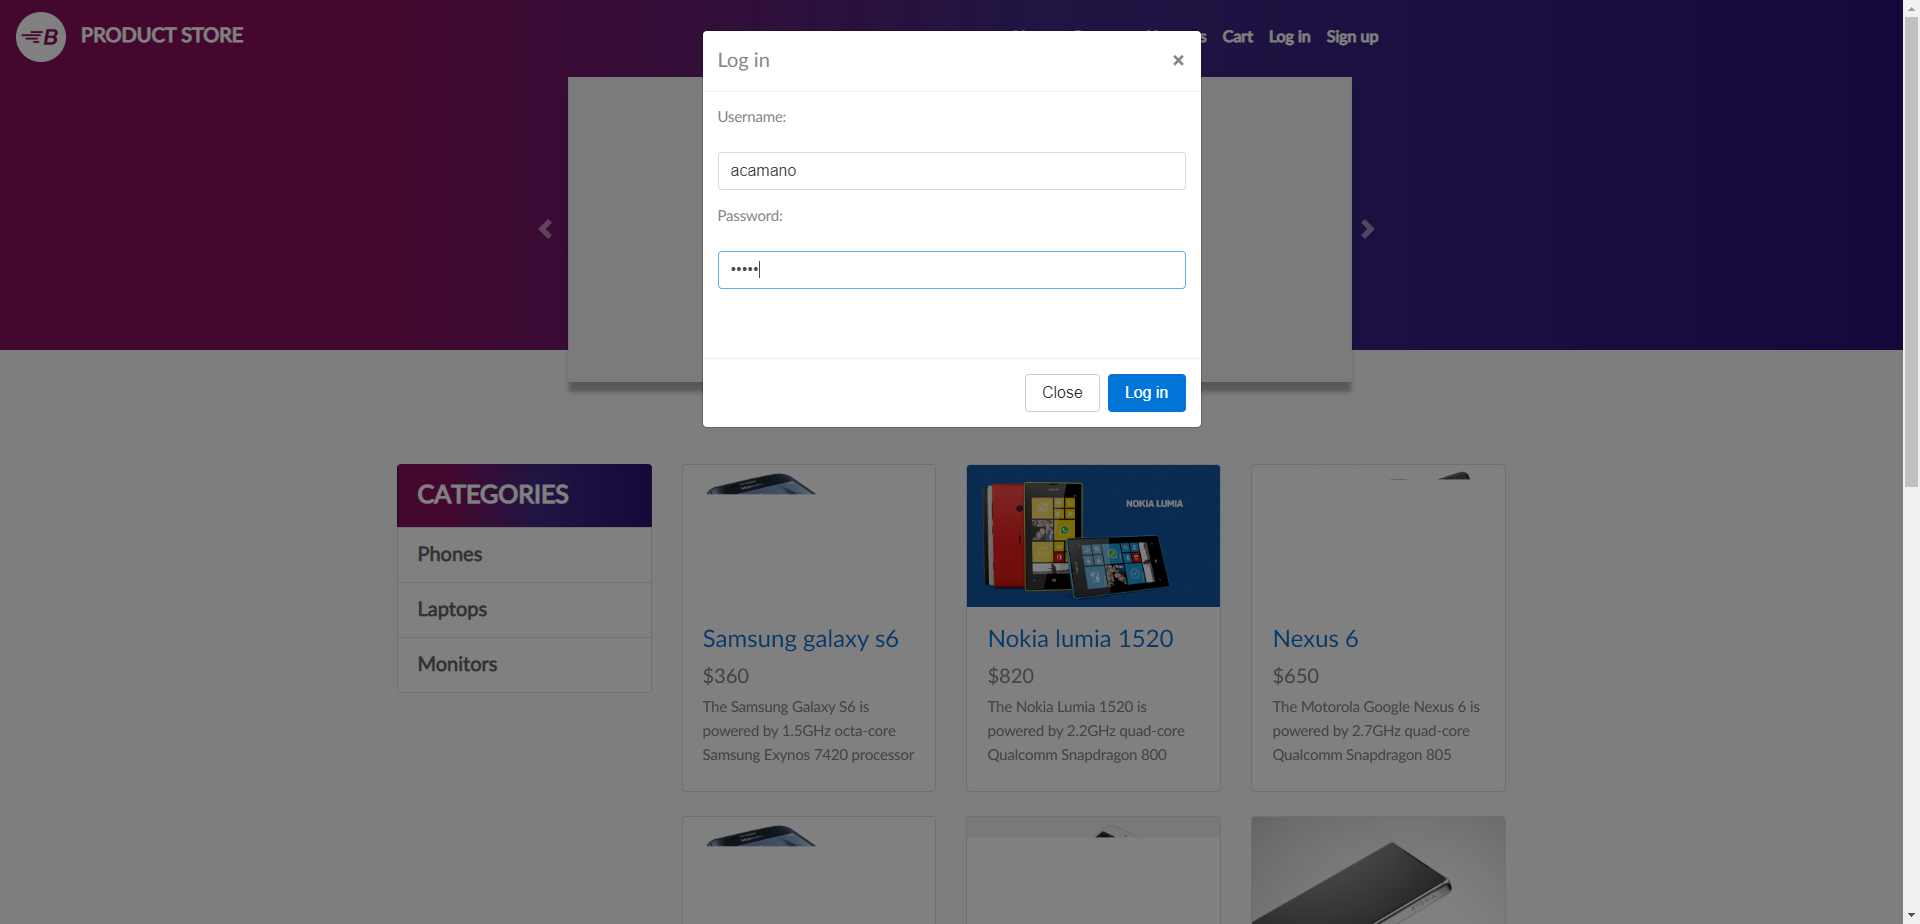 B PRODUCT STORE
Cart Log in Sign up
Log in
×
Username:
acamano
Password:
•••••
Close Log in
CATEGORIES
Phones
Laptops
Monitors
NOKIA LUMIA
Samsung galaxy s6
$360
The Samsung Galaxy S6 is
powered by 1.5GHz octa-core
Samsung Exynos 7420 processor
Nokia lumia 1520
$820
The Nokia Lumia 1520 is
powered by 2.2GHz quad-core
Qualcomm Snapdragon 800
Nexus 6
$650
The Motorola Google Nexus 6 is
powered by 2.7GHz quad-core
Qualcomm Snapdragon 805
XPERIA